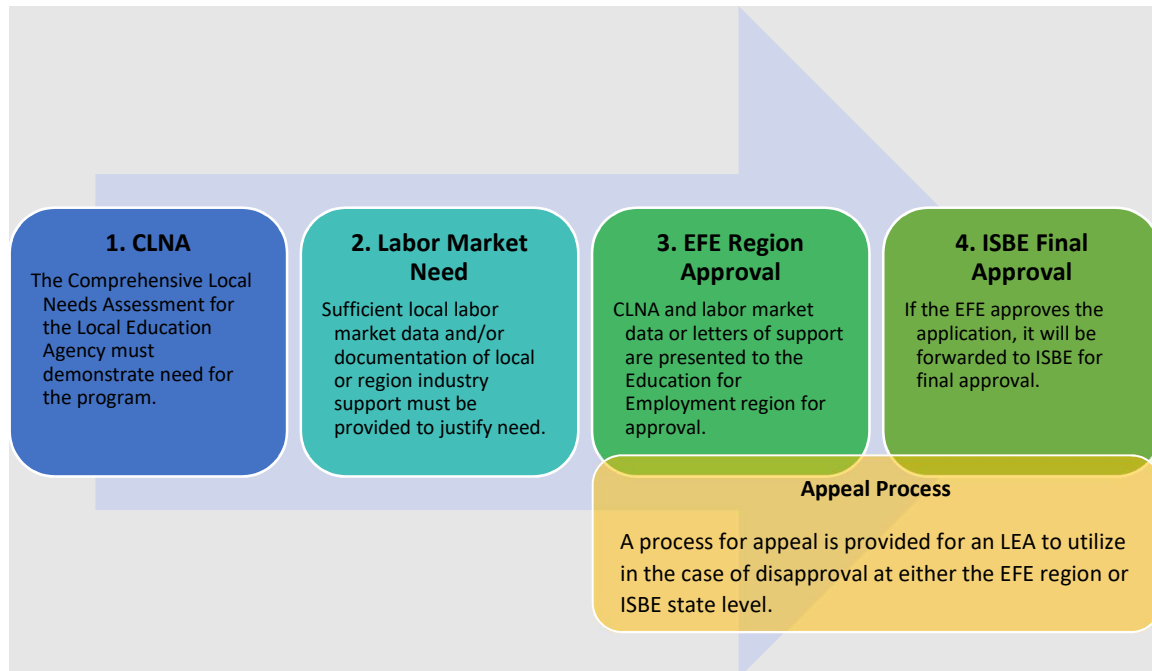 1. CLNA
The Comprehensive Local
Needs Assessment for
the Local Education
Agency must
demonstrate need for
the program.
2. Labor Market
Need
Sufficient local labor
market data and/or
documentation of local
or region industry
support must be
provided to justify need.
3. EFE Region
Approval
CLNA and labor market
data or letters of support
are presented to the
Education for
Employment region for
approval.
4. ISBE Final
Approval
If the EFE approves the
application, it will be
forwarded to ISBE for
final approval.
Appeal Process
A process for appeal is provided for an LEA to utilize
in the case of disapproval at either the EFE region or
ISBE state level.